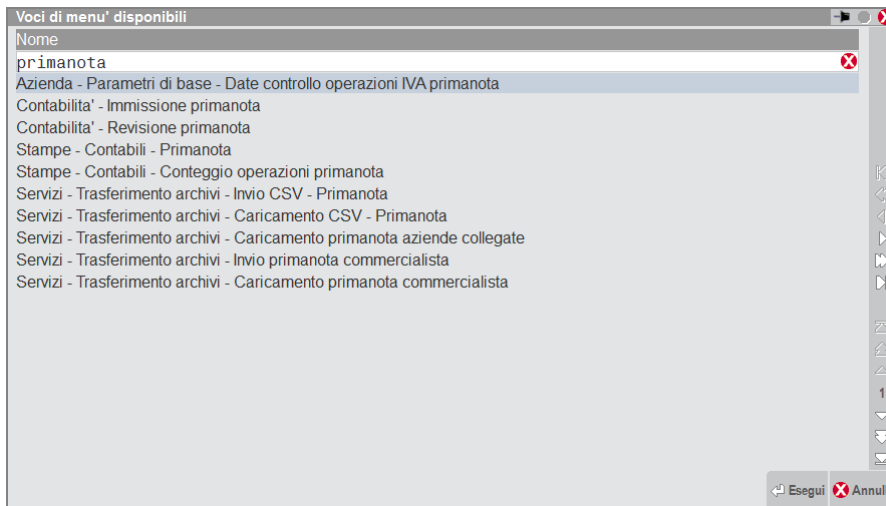 Voci di menu' disponibili
Nome
primanota
Azienda - Parametri di base - Date controllo operazioni IVA primanota
Contabilita' - Immissione primanota
Contabilita' - Revisione primanota
Stampe - Contabili - Primanota
Stampe - Contabili - Conteggio operazioni primanota
Servizi - Trasferimento archivi - Invio CSV - Primanota
Servizi - Trasferimento archivi - Caricamento CSV - Primanota
Servizi - Trasferimento archivi - Caricamento primanota aziende collegate
Servizi - Trasferimento archivi - Invio primanota commercialista
Servizi - Trasferimento archivi - Caricamento primanota commercialista
1
Esegui Annul